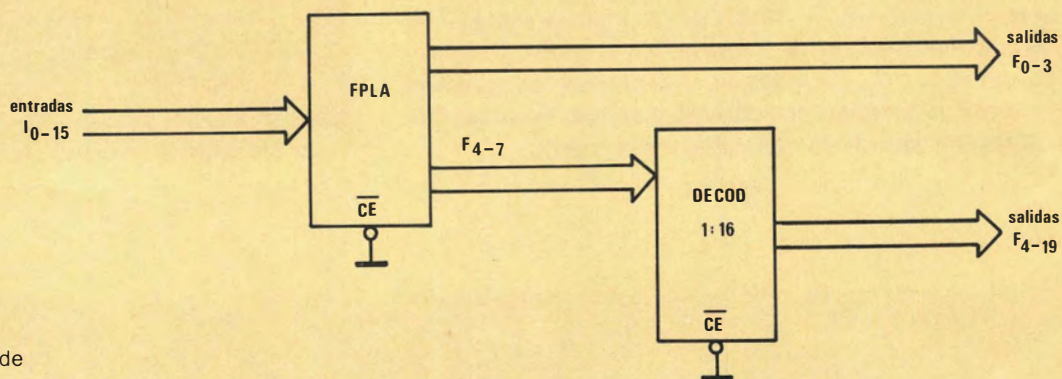 salidas
F0-3
FPLA
entradas
I0-15
F4-7
DECOD
1:16
salidas
F4-19
CE
CE
de